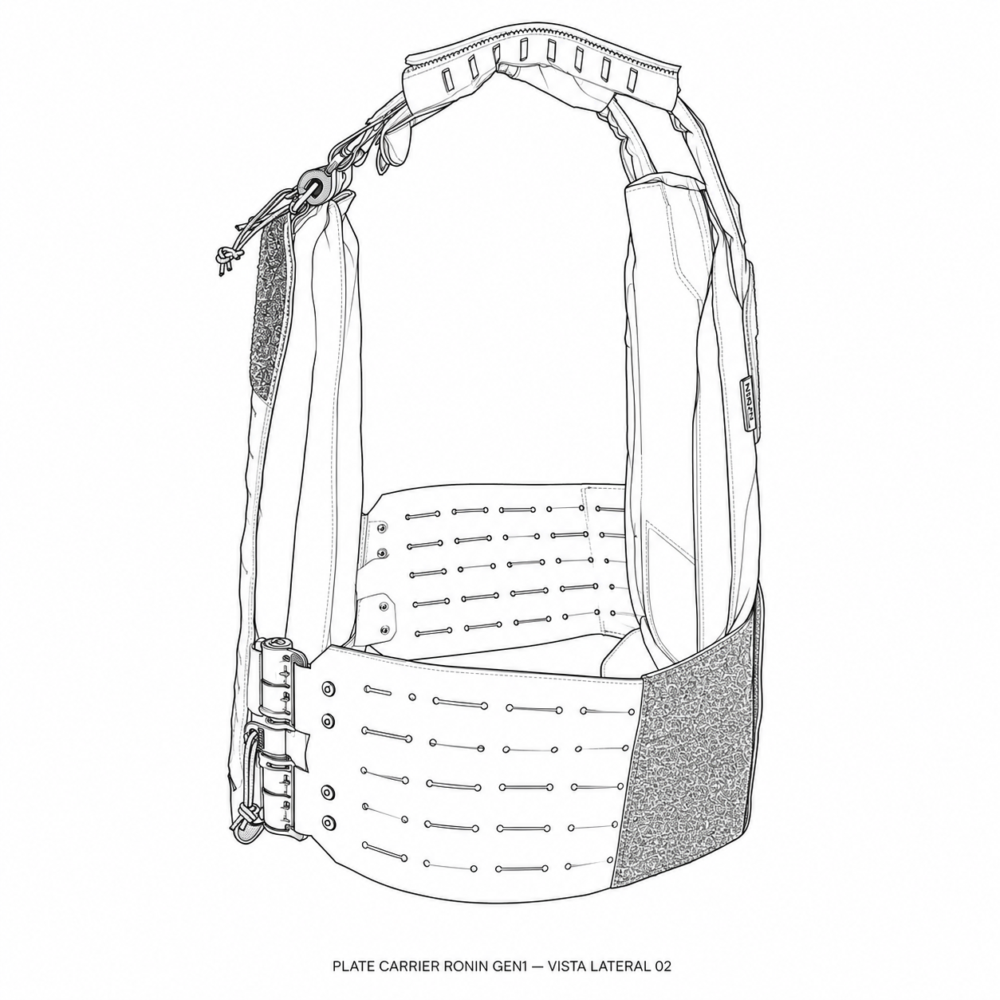 PLATE CARRIER RONIN GEN1 — VISTA LATERAL 02